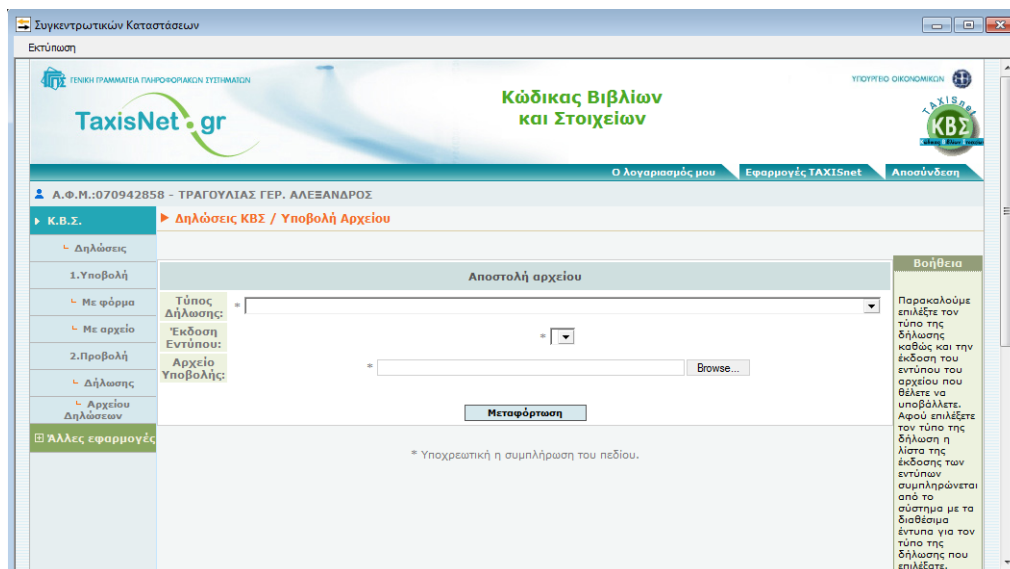 Συγκεντρωτικών Καταστάσεων
Εκτύπωση
ΓΕΝΙΚΗ ΓΡΑΜΜΑΤΕΙΑ ΠΛΗΡΟΦΟΡΙΑΚΩΝ ΣΥΣΤΗΜΑΤΩΝ
ΥΠΟΥΡΓΕΙΟ ΟΙΚΟΝΟΜΙΚΩΝ
TaxisNet.gr
Κώδικας Βιβλίων
και Στοιχείων
TAXISnet
ΚΒΣ
Ο λογαριασμός μου
Εφαρμογές TAXISnet
Αποσύνδεση
Α.Φ.Μ.:070942858 - ΤΡΑΓΟΥΛΙΑΣ ΓΕΡ. ΑΛΕΞΑΝΔΡΟΣ
Κ.Β.Σ.
Δηλώσεις
1.Υποβολή
Με φόρμα
Με αρχείο
2.Προβολή
Δήλωσης
Αρχείου
Δηλώσεων
Άλλες εφαρμογές
Δηλώσεις ΚΒΣ / Υποβολή Αρχείου
Αποστολή αρχείου
Τύπος
Δήλωσης:
*
Έκδοση
Εντύπου:
*
Αρχείο
Υποβολής:
*
Browse...
Μεταφόρτωση
* Υποχρεωτική η συμπλήρωση του πεδίου.
Βοήθεια
Παρακαλούμε
επιλέξτε τον
τύπο της
δήλωσης
καθώς και την
έκδοση του
εντύπου του
αρχείου που
θέλετε να
υποβάλλετε.
Αφού επιλέξετε
τον τύπο της
δήλωση η
λίστα της
έκδοσης των
εντύπων
συμπληρώνεται
από το
σύστημα με τα
διαθέσιμα
έντυπα για τον
τύπο της
δήλωσης που
επιλέξατε.